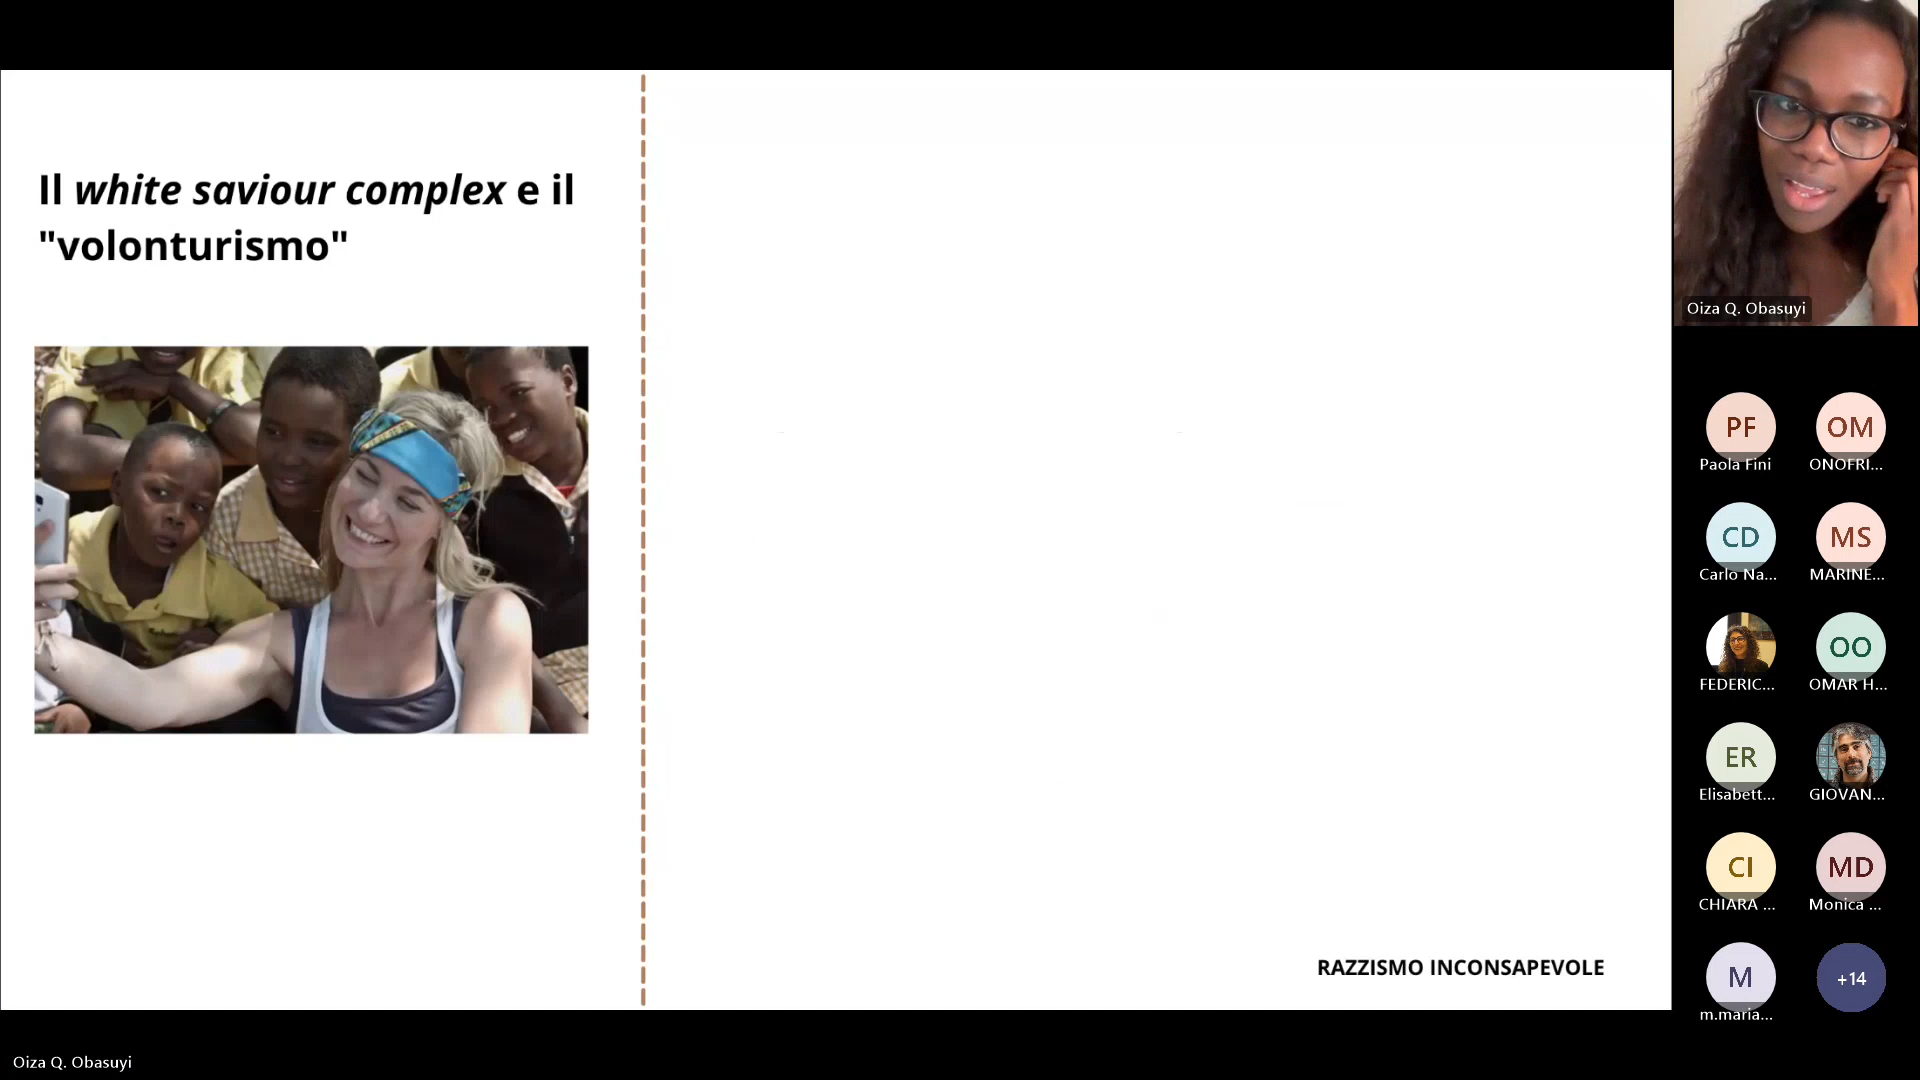 Il white saviour complex e il
"volonturismo"
RAZZISMO INCONSAPEVOLE
Oiza Q. Obasuyi
PF
OM
Paola Fini
ONOFRI...
CD
MS
Carlo Na...
MARINE...
FEDERIC...
OO
OMAR H...
ER
Elisabett...
GIOVAN...
CI
MD
CHIARA ...
Monica ...
M
+14
m.maria...
Oiza Q. Obasuyi